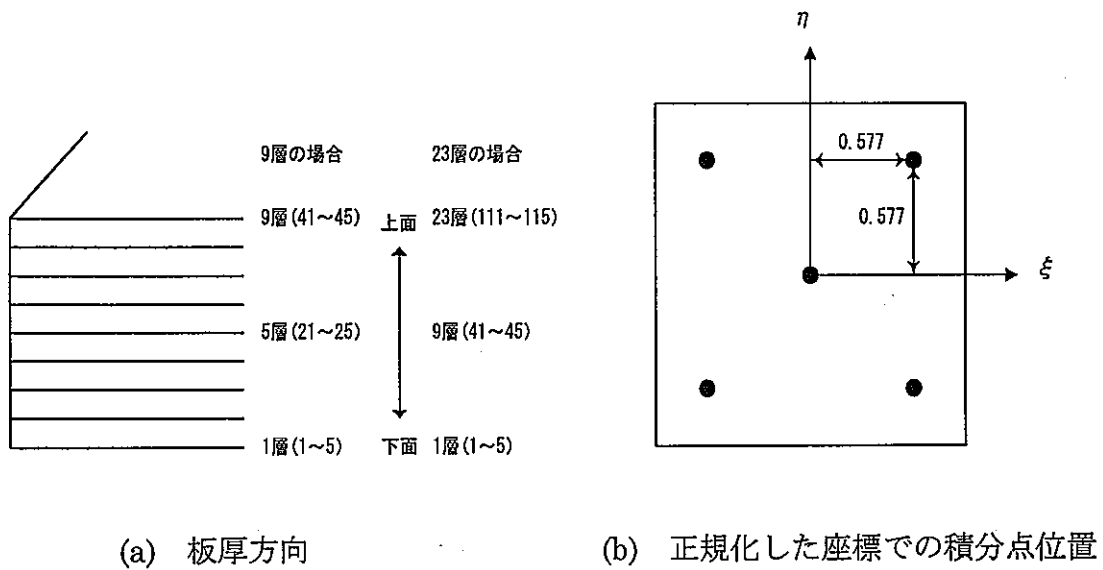 η
9層の場合 23層の場合
0.577
9層(41～45) 上面 23層(111～115)
0.577
ξ
5層(21～25) 9層(41～45)
1層(1～5) 下面 1層(1～5)
(a) 板厚方向
(b) 正規化した座標での積分点位置